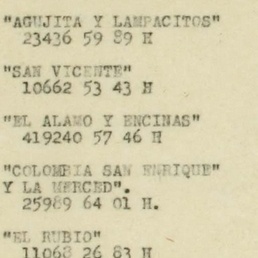 "AGUJITA Y LAMPACITOS"
23436 59 89 H
"SAN VICENTE"
10662 53 43 H
"EL ALAMO Y ENCINAS"
419240 57 46 H
"COLOMBIA SAN ENRIQUE"
Y LA MERCED".
25989 64 01 H.
"EL RUBIO"
11068 26 83 H